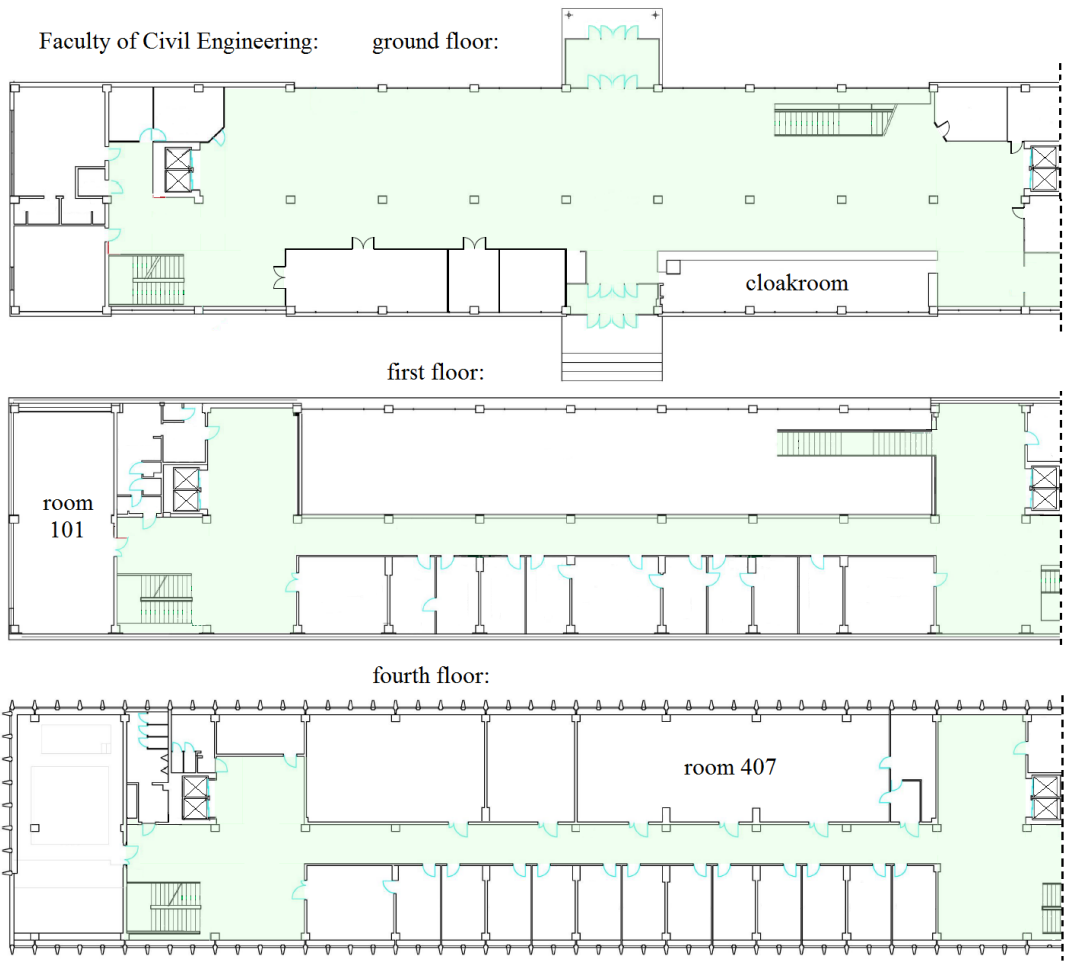 Faculty of Civil Engineering: ground floor:
cloakroom
first floor:
room
101
fourth floor:
room 407